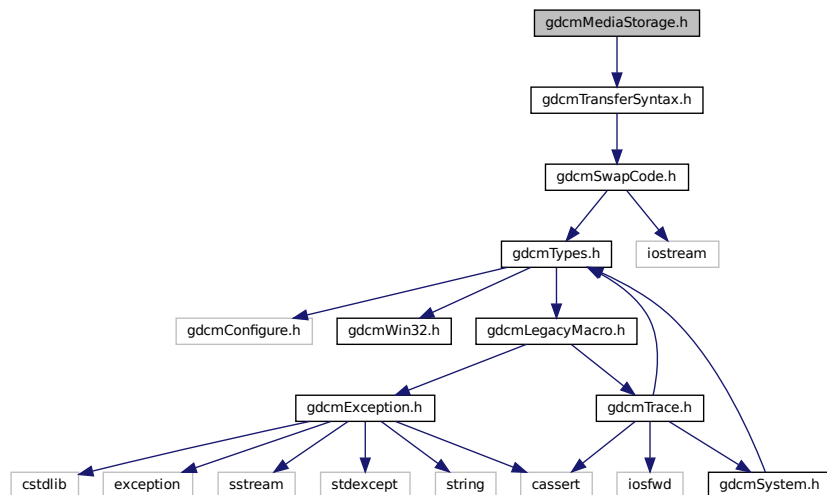 gdcmMediaStorage.h
gdcmTransferSyntax.h
gdcmSwapCode.h
gdcmTypes.h
iostream
gdcmConfigure.h
gdcmWin32.h
gdcmLegacyMacro.h
gdcmException.h
gdcmTrace.h
cstdlib
exception
sstream
stdexcept
string
cassert
iosfwd
gdcmSystem.h